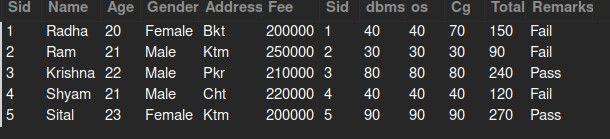 Sid Name Age Gender Address Fee Sid dbms os Cg Total Remarks
1 Radha 20 Female Bkt 200000 1 40 40 70 150 Fail
2 Ram 21 Male Ktm 250000 2 30 30 30 90 Fail
3 Krishna 22 Male Pkr 210000 3 80 80 80 240 Pass
4 Shyam 21 Male Cht 220000 4 40 40 40 120 Fail
5 Sital 23 Female Ktm 200000 5 90 90 90 270 Pass